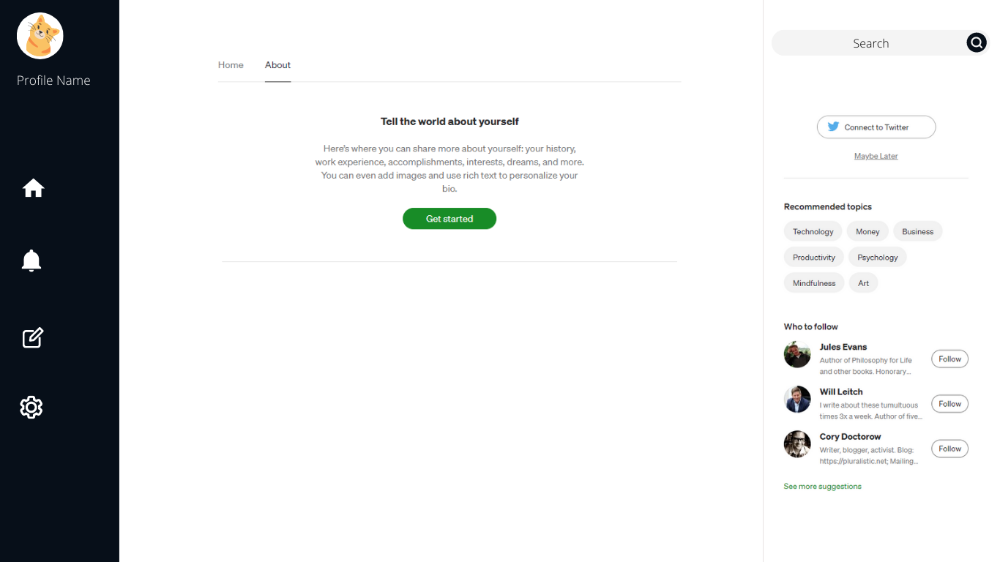 Profile Name
Home
About
Tell the world about yourself
Here's where you can share more about yourself: your history,
work experience, accomplishments, interests, dreams, and more.
You can even add images and use rich text to personalize your
bio.
Get started
Search
Connect to Twitter
Maybe Later
Recommended topics
Technology
Money
Business
Productivity
Psychology
Mindfulness
Art
Who to follow
Jules Evans
Author of Philosophy for Life
and other books. Honorary...
Follow
Will Leitch
I write about these tumultuous
times 3x a week. Author of five...
Follow
Cory Doctorow
Writer, blogger, activist. Blog:
https://pluralistic.net; Mailing...
Follow
See more suggestions